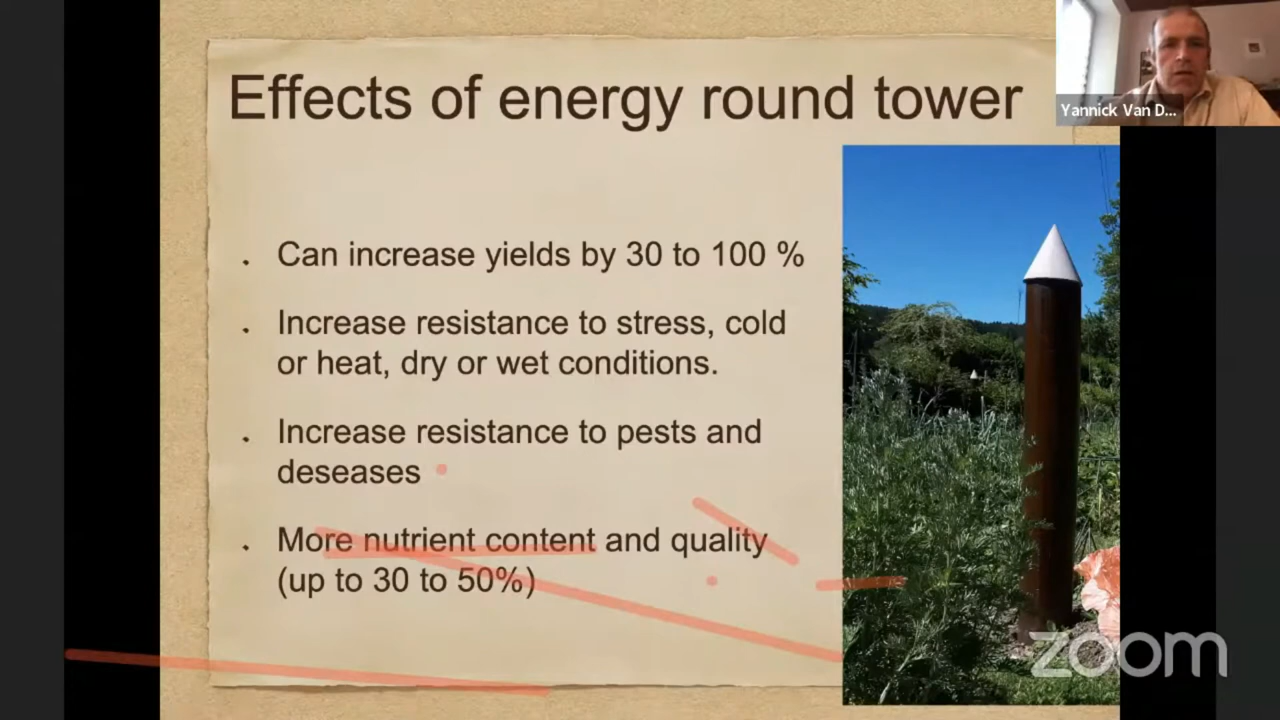 Effects of energy round tower
Yannick Van D...
. Can increase yields by 30 to 100 %
. Increase resistance to stress, cold
or heat, dry or wet conditions.
. Increase resistance to pests and
deseases
. More nutrient content and quality
(up to 30 to 50%)
zoom